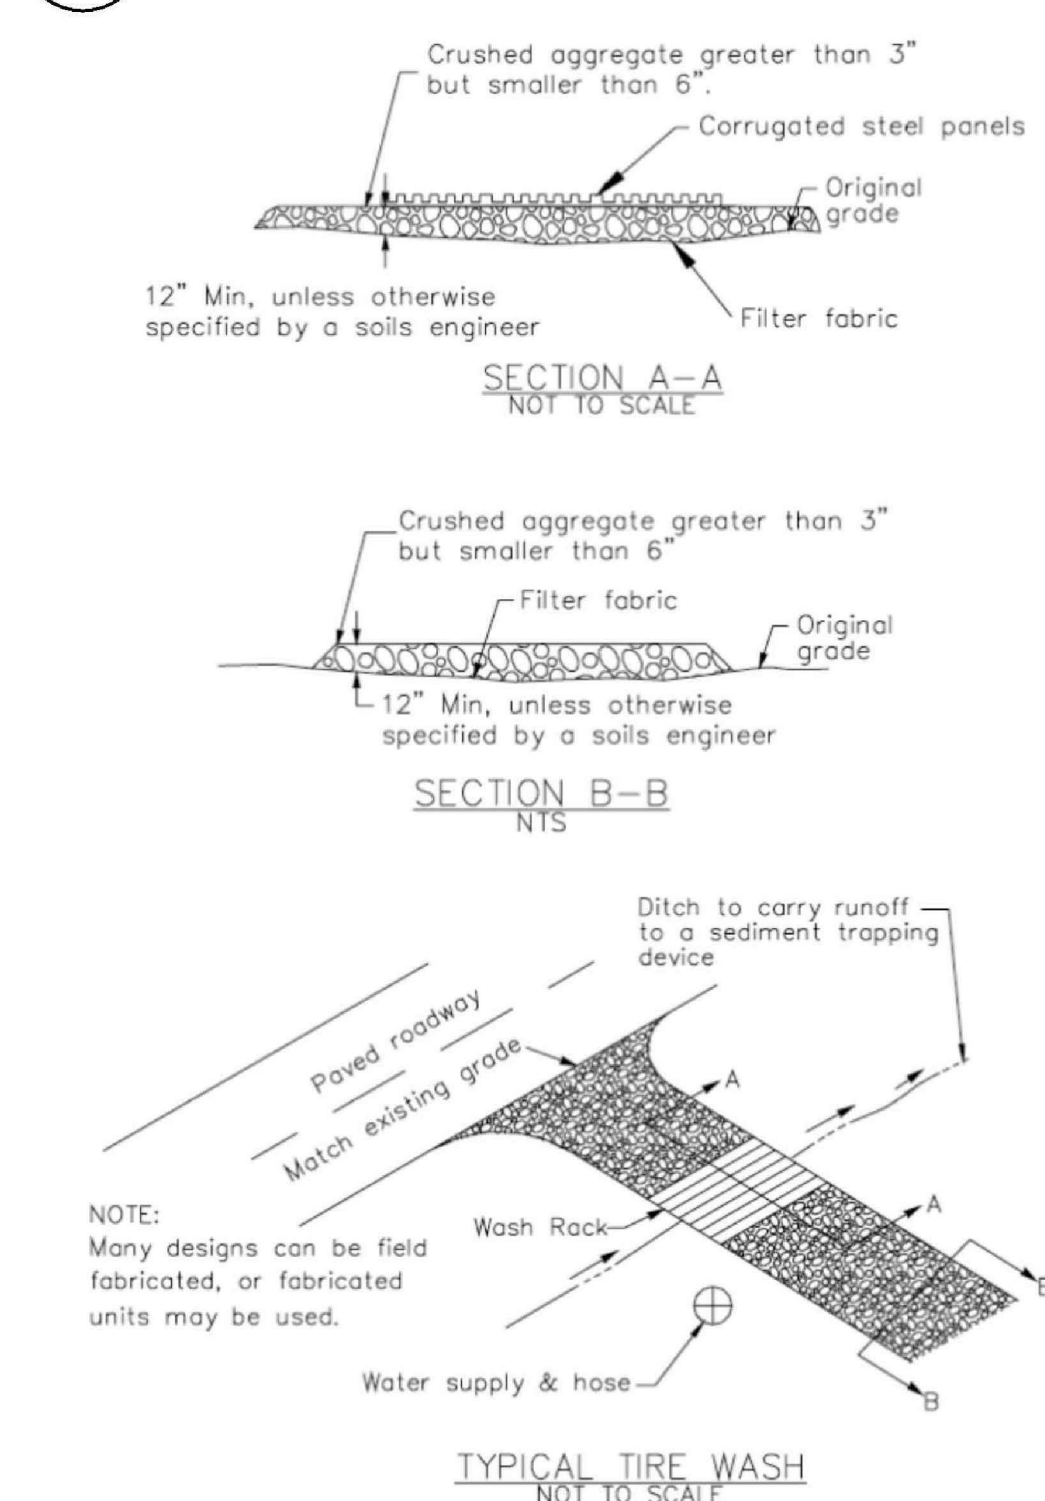 Crushed aggregate greater than 3"
but smaller than 6".
Corrugated steel panels
Original
grade
12" Min, unless otherwise
specified by a soils engineer
Filter fabric
SECTION A-A
NOT TO SCALE
Crushed aggregate greater than 3"
but smaller than 6"
Filter fabric
Original
grade
12" Min, unless otherwise
specified by a soils engineer
SECTION B-B
NTS
Ditch to carry runoff
to a sediment trapping
device
Paved roadway
Match existing grade
A
NOTE:
Many designs can be field
fabricated, or fabricated
units may be used.
Wash Rack
A
B
Water supply & hose
B
TYPICAL TIRE WASH
NOT TO SCALE